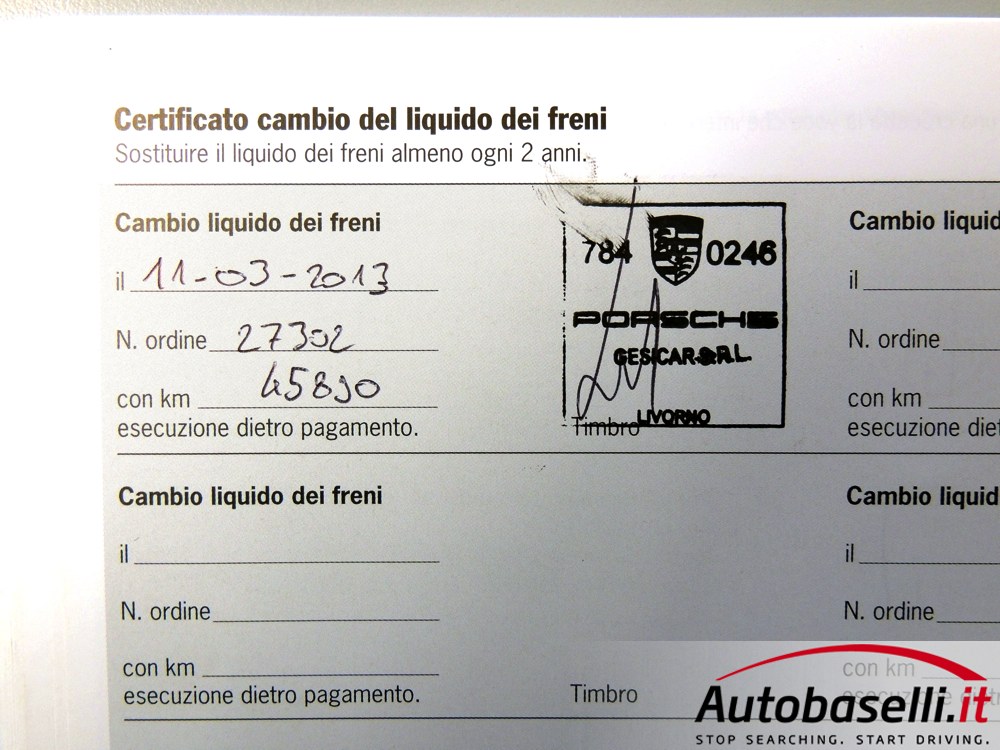 Certificato cambio del liquido dei freni
Sostituire il liquido dei freni almeno ogni 2 anni.
Cambio liquido dei freni
il 11-03-2013
N. ordine 27302
con km 45890
esecuzione dietro pagamento.
784 0246
PORSCHE
GESICAR S.R.L.
LIVORNO
Timbro
Cambio liquid
il
N. ordine
con km
esecuzione diet
Cambio liquido dei freni
il
N. ordine
con km
esecuzione dietro pagamento.
Timbro
Cambio liquid
il
N. ordine
con km
esecuzione dietr
Autobaselli.it
STOP SEARCHING. START DRIVING.